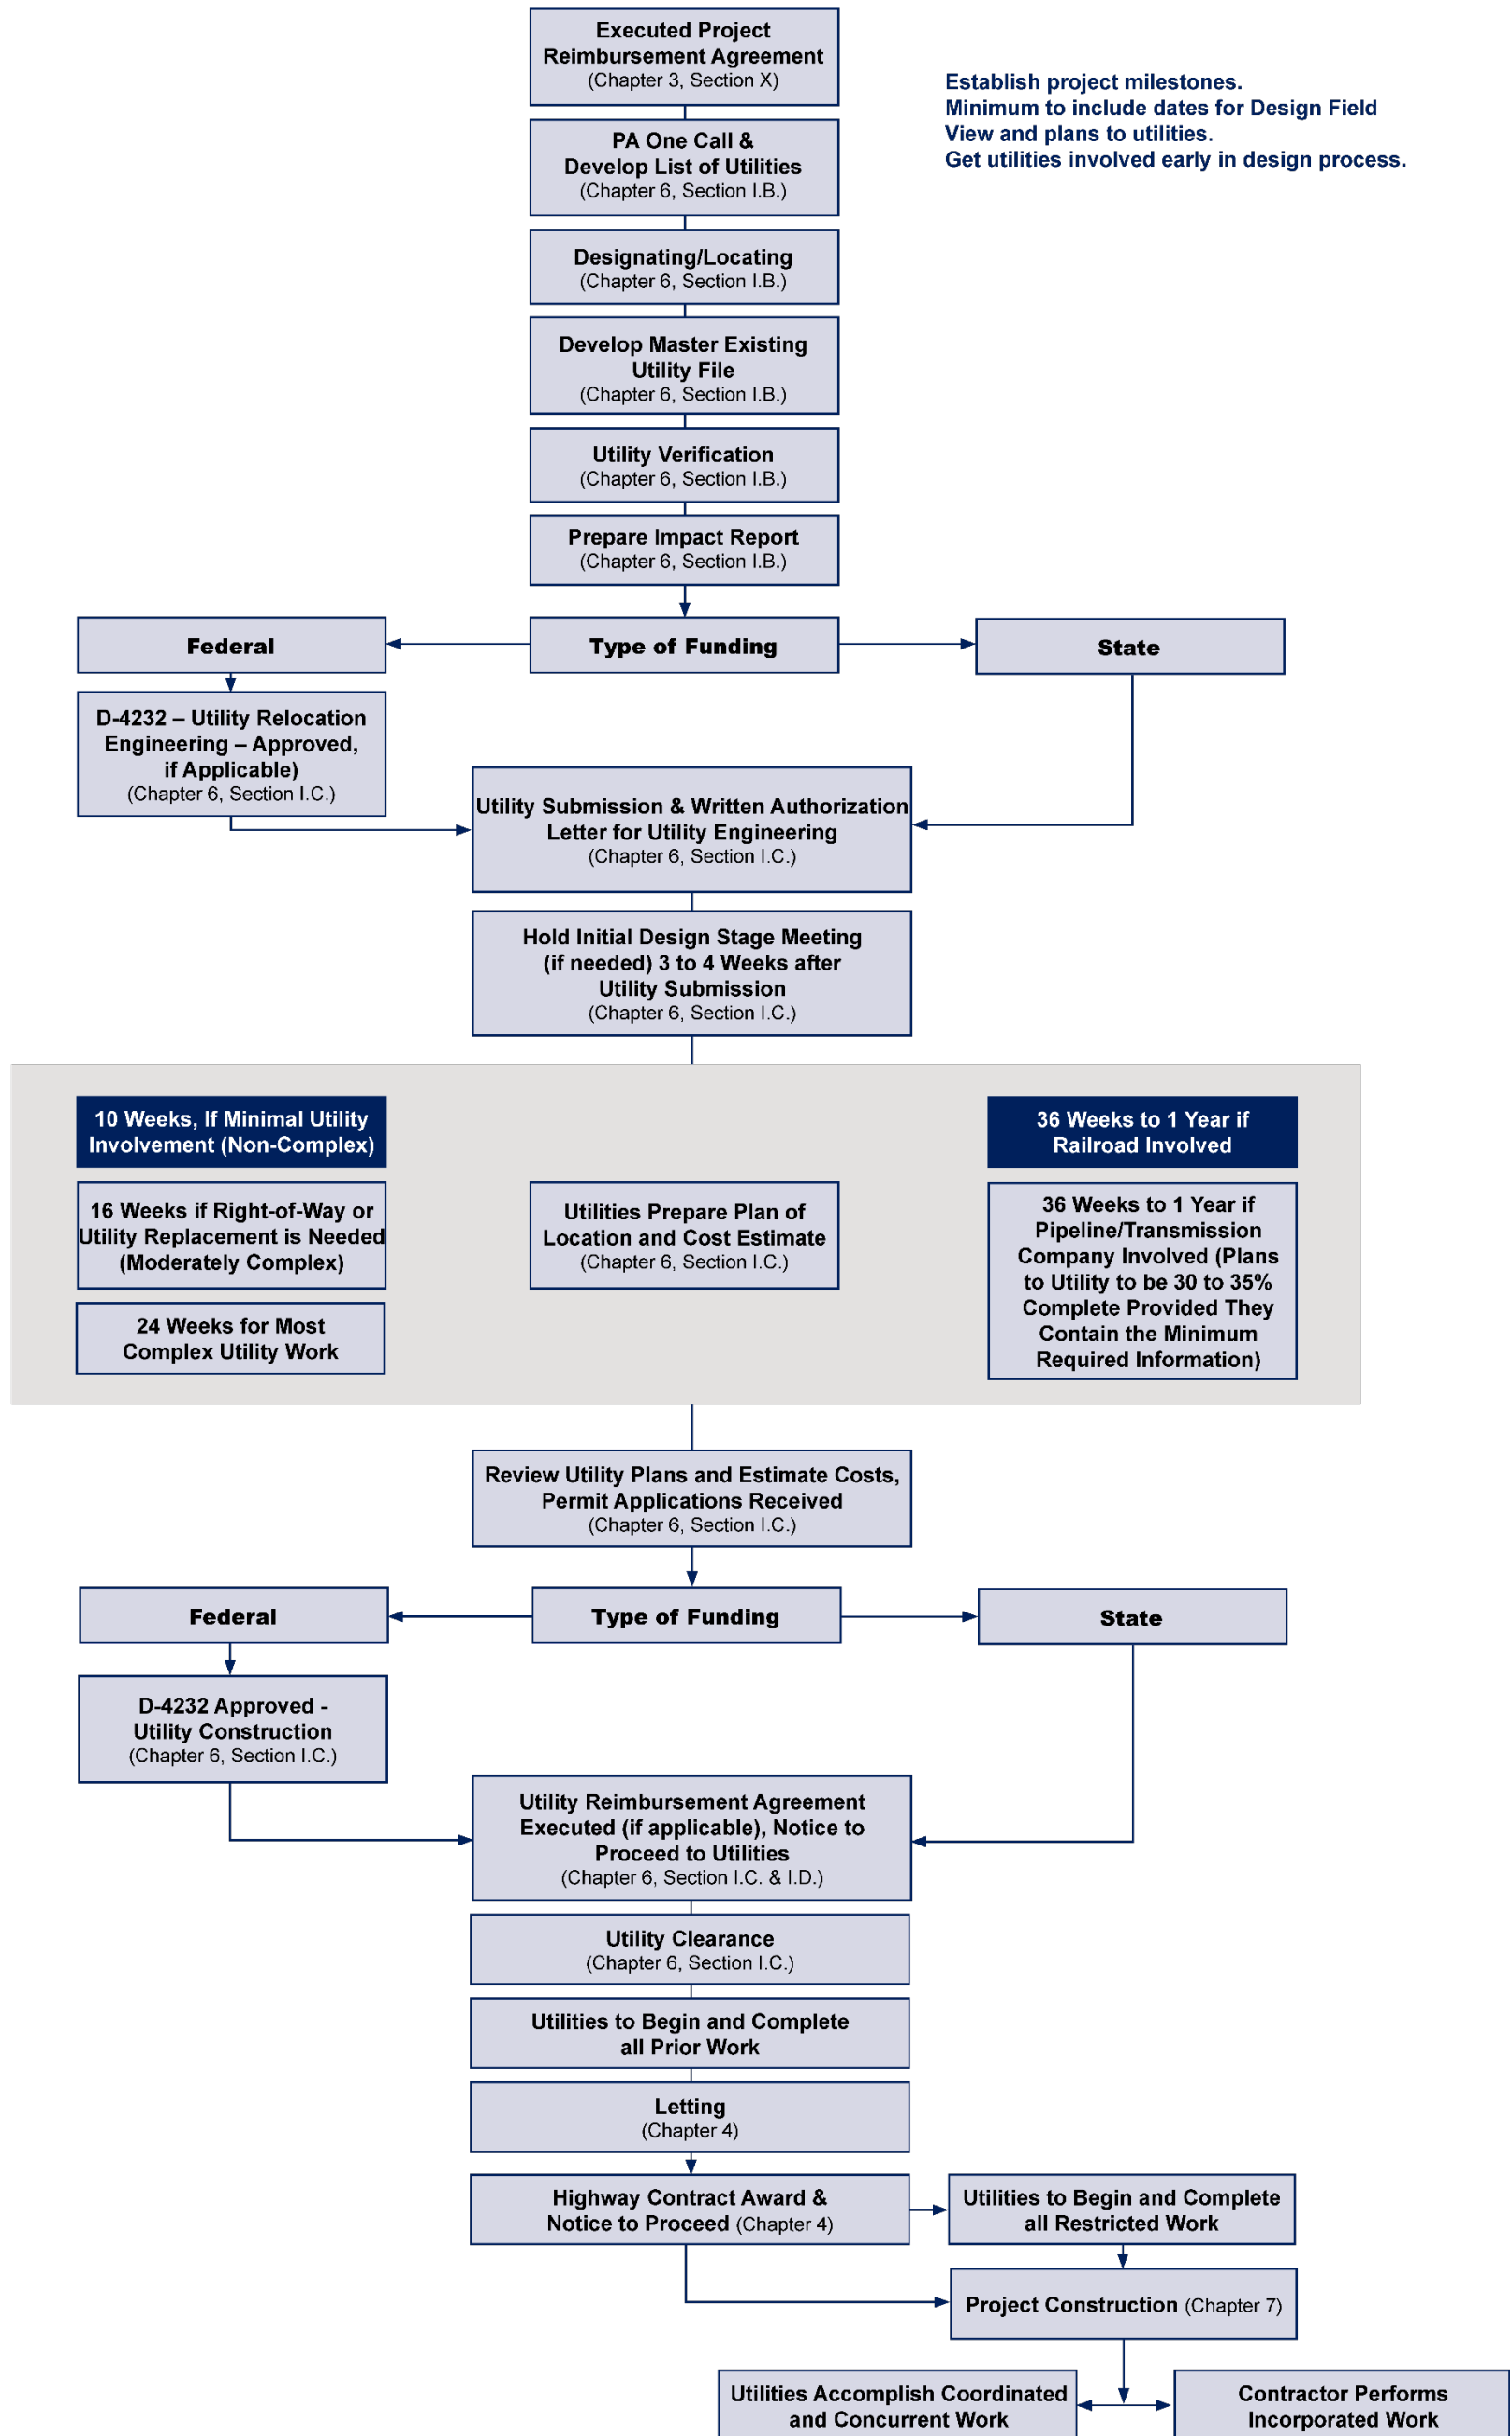 Executed Project
Reimbursement Agreement
(Chapter 3, Section X)
Establish project milestones.
Minimum to include dates for Design Field
View and plans to utilities.
Get utilities involved early in design process.
PA One Call &
Develop List of Utilities
(Chapter 6, Section I.B.)
Designating/Locating
(Chapter 6, Section I.B.)
Develop Master Existing
Utility File
(Chapter 6, Section I.B.)
Utility Verification
(Chapter 6, Section I.B.)
Prepare Impact Report
(Chapter 6, Section I.B.)
Federal
Type of Funding
State
D-4232 – Utility Relocation
Engineering – Approved,
if Applicable)
(Chapter 6, Section I.C.)
Utility Submission & Written Authorization
Letter for Utility Engineering
(Chapter 6, Section I.C.)
Hold Initial Design Stage Meeting
(if needed) 3 to 4 Weeks after
Utility Submission
(Chapter 6, Section I.C.)
10 Weeks, If Minimal Utility
Involvement (Non-Complex)
16 Weeks if Right-of-Way or
Utility Replacement is Needed
(Moderately Complex)
24 Weeks for Most
Complex Utility Work
Utilities Prepare Plan of
Location and Cost Estimate
(Chapter 6, Section I.C.)
36 Weeks to 1 Year if
Railroad Involved
36 Weeks to 1 Year if
Pipeline/Transmission
Company Involved (Plans
to Utility to be 30 to 35%
Complete Provided They
Contain the Minimum
Required Information)
Review Utility Plans and Estimate Costs,
Permit Applications Received
(Chapter 6, Section I.C.)
Federal
Type of Funding
State
D-4232 Approved -
Utility Construction
(Chapter 6, Section I.C.)
Utility Reimbursement Agreement
Executed (if applicable), Notice to
Proceed to Utilities
(Chapter 6, Section I.C. & I.D.)
Utility Clearance
(Chapter 6, Section I.C.)
Utilities to Begin and Complete
all Prior Work
Letting
(Chapter 4)
Highway Contract Award &
Notice to Proceed (Chapter 4)
Utilities to Begin and Complete
all Restricted Work
Project Construction (Chapter 7)
Utilities Accomplish Coordinated
and Concurrent Work
Contractor Performs
Incorporated Work